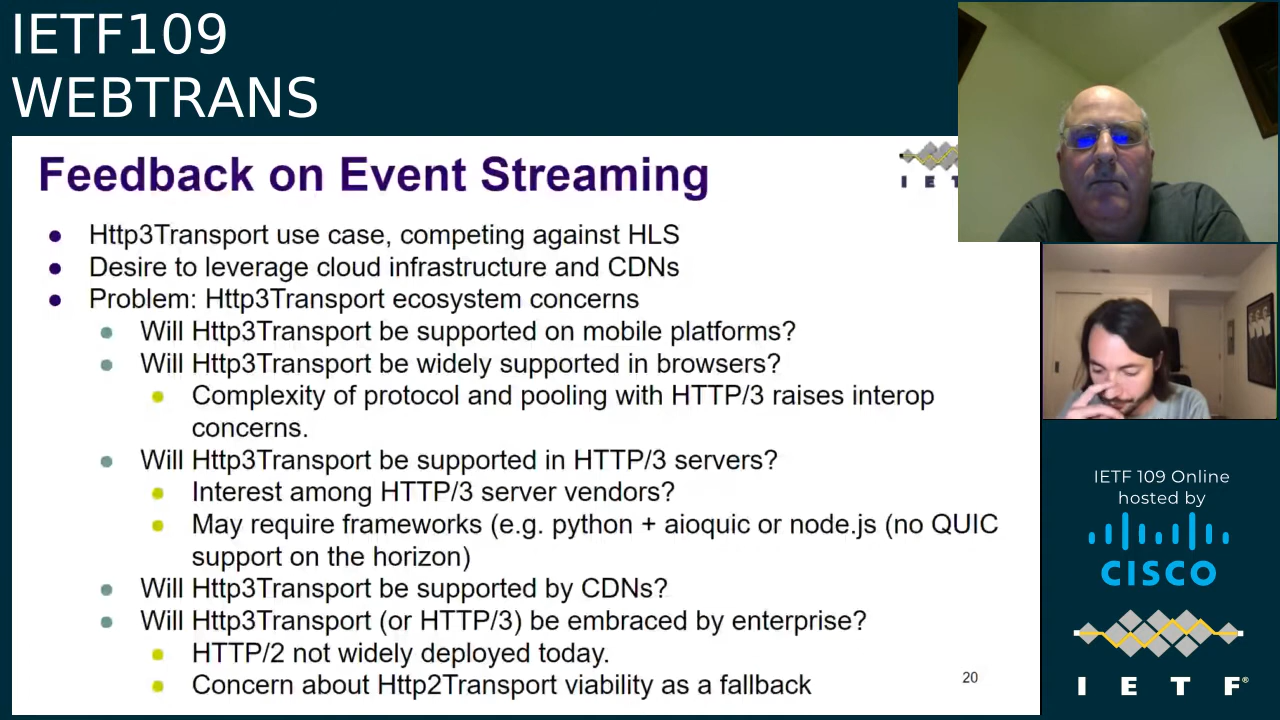 IETF109
WEBTRANS
Feedback on Event Streaming
I E T
Http3Transport use case, competing against HLS
Desire to leverage cloud infrastructure and CDNs
Problem: Http3Transport ecosystem concerns
Will Http3Transport be supported on mobile platforms?
Will Http3Transport be widely supported in browsers?
Complexity of protocol and pooling with HTTP/3 raises interop
concerns.
Will Http3Transport be supported in HTTP/3 servers?
Interest among HTTP/3 server vendors?
May require frameworks (e.g. python + aioquic or node.js (no QUIC
support on the horizon)
Will Http3Transport be supported by CDNs?
Will Http3Transport (or HTTP/3) be embraced by enterprise?
HTTP/2 not widely deployed today.
Concern about Http2Transport viability as a fallback
20
IETF 109 Online
hosted by
CISCO
I E T F®